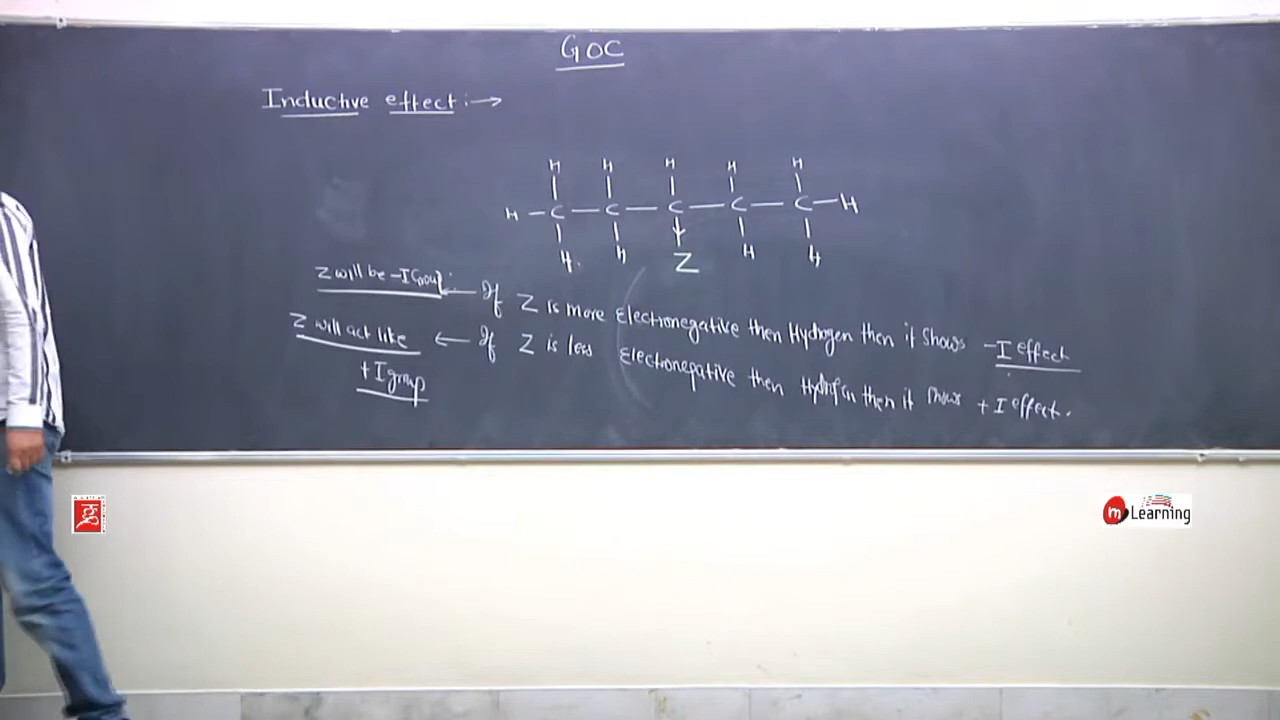 GOC
Inductive effect :→
H H H H H
H – C – C – C – C – C – H
H H Z H H
Z will be -I Group ← If Z is more Electronegative then Hydrogen then it shows -I effect
Z will act like ← If Z is less Electronegative then Hydrogen then it shows + I effect.
+ I group
m Learning